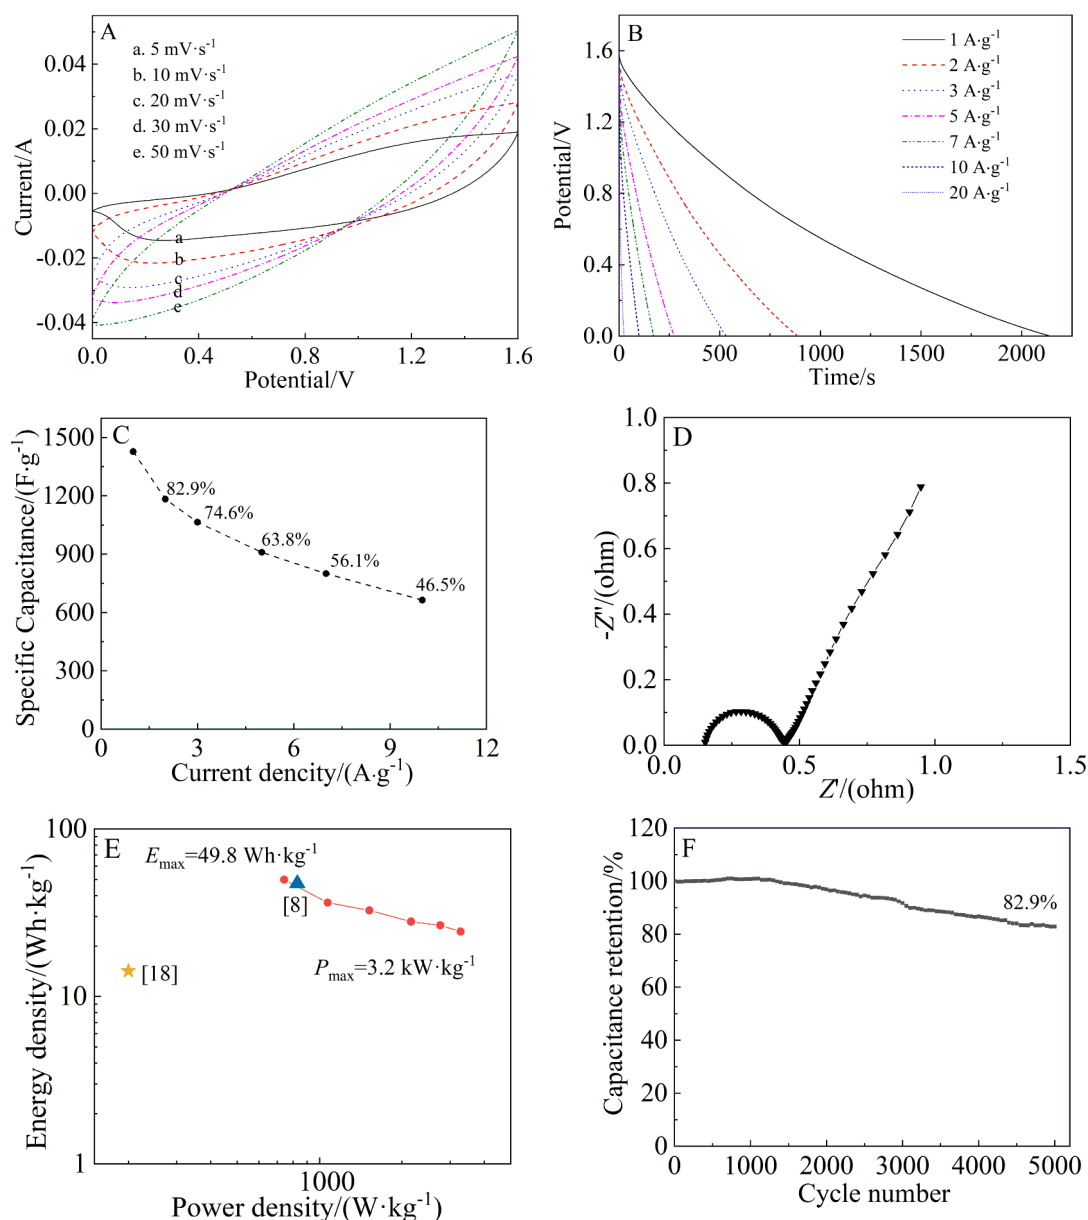 A
a. 5 mV·s⁻¹
b. 10 mV·s⁻¹
c. 20 mV·s⁻¹
d. 30 mV·s⁻¹
e. 50 mV·s⁻¹
0.04
0.02
0.00
-0.02
-0.04
Current/A
a
b
c
d
e
0.0 0.4 0.8 1.2 1.6
Potential/V
B
1 A·g⁻¹
2 A·g⁻¹
3 A·g⁻¹
5 A·g⁻¹
7 A·g⁻¹
10 A·g⁻¹
20 A·g⁻¹
1.6
1.2
0.8
0.4
0.0
Potential/V
0 500 1000 1500 2000
Time/s
C
1500
1200
900
600
300
0
Specific Capacitance/(F·g⁻¹)
82.9%
74.6%
63.8%
56.1%
46.5%
0 3 6 9 12
Current dencity/(A·g⁻¹)
D
1.0
0.8
0.6
0.4
0.2
0.0
-Z''/(ohm)
0.0 0.5 1.0 1.5
Z'/(ohm)
E
100
10
1
Energy density/(Wh·kg⁻¹)
Emax=49.8 Wh·kg⁻¹
[8]
[18]
Pmax=3.2 kW·kg⁻¹
1000
Power density/(W·kg⁻¹)
F
120
100
80
60
40
20
0
Capacitance retention/%
82.9%
0 1000 2000 3000 4000 5000
Cycle number